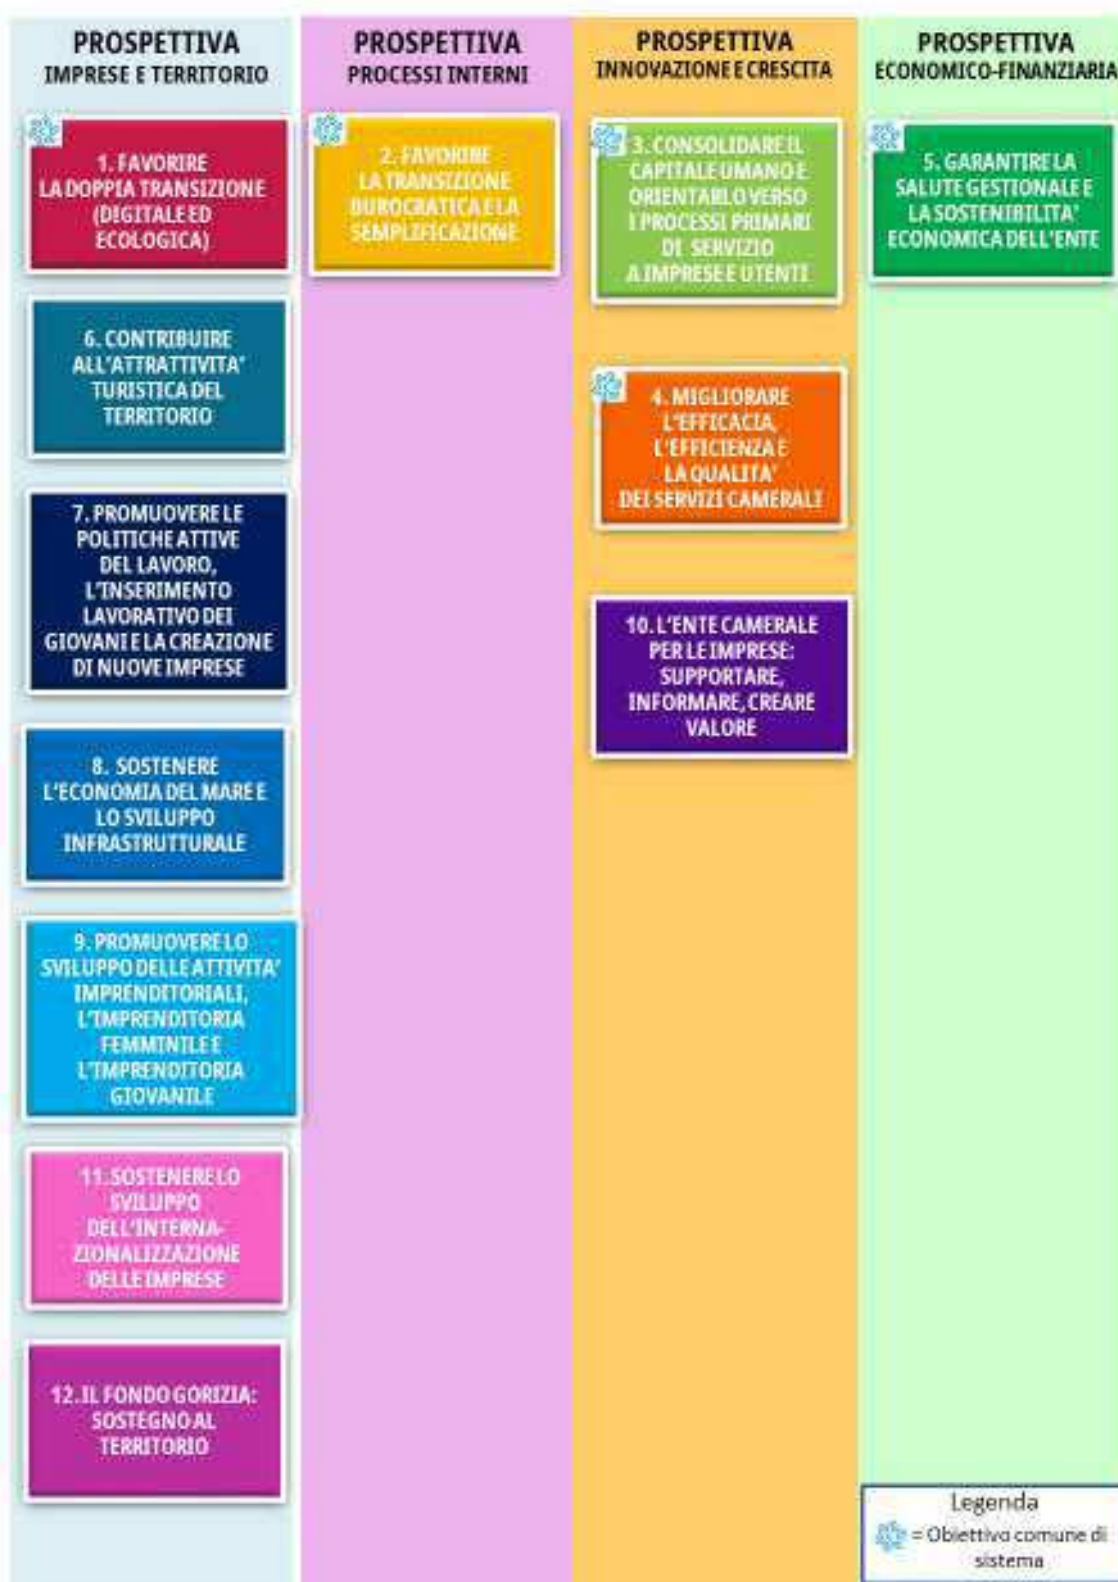 PROSPETTIVA
IMPRESE E TERRITORIO
1. FAVORIRE
LA DOPPIA TRANSIZIONE
(DIGITALE ED
ECOLOGICA)
6. CONTRIBUIRE
ALL'ATTRATTIVITA'
TURISTICA DEL
TERRITORIO
7. PROMUOVERE LE
POLITICHE ATTIVE
DEL LAVORO,
L'INSERIMENTO
LAVORATIVO DEI
GIOVANI E LA CREAZIONE
DI NUOVE IMPRESE
8. SOSTENERE
L'ECONOMIA DEL MARE E
LO SVILUPPO
INFRASTRUTTURALE
9. PROMUOVERE LO
SVILUPPO DELLE ATTIVITA'
IMPRENDITORIALI,
L'IMPRENDITORIA
FEMMINILE E
L'IMPRENDITORIA
GIOVANILE
11. SOSTENERE LO
SVILUPPO
DELL'INTERNA-
ZIONALIZZAZIONE
DELLE IMPRESE
12. IL FONDO GORIZIA:
SOSTEGNO AL
TERRITORIO
PROSPETTIVA
PROCESSI INTERNI
2. FAVORIRE
LA TRANSIZIONE
BUROCRATICA E LA
SEMPLIFICAZIONE
PROSPETTIVA
INNOVAZIONE E CRESCITA
3. CONSOLIDARE IL
CAPITALE UMANO E
ORIENTARLO VERSO
I PROCESSI PRIMARI
DI SERVIZIO
A IMPRESE E UTENTI
4. MIGLIORARE
L'EFFICACIA,
L'EFFICIENZA E
LA QUALITA'
DEI SERVIZI CAMERALI
10. L'ENTE CAMERALE
PER LE IMPRESE:
SUPPORTARE,
INFORMARE, CREARE
VALORE
PROSPETTIVA
ECONOMICO-FINANZIARIA
5. GARANTIRE LA
SALUTE GESTIONALE E
LA SOSTENIBILITA'
ECONOMICA DELL'ENTE
Legenda
= Obiettivo comune di
sistema